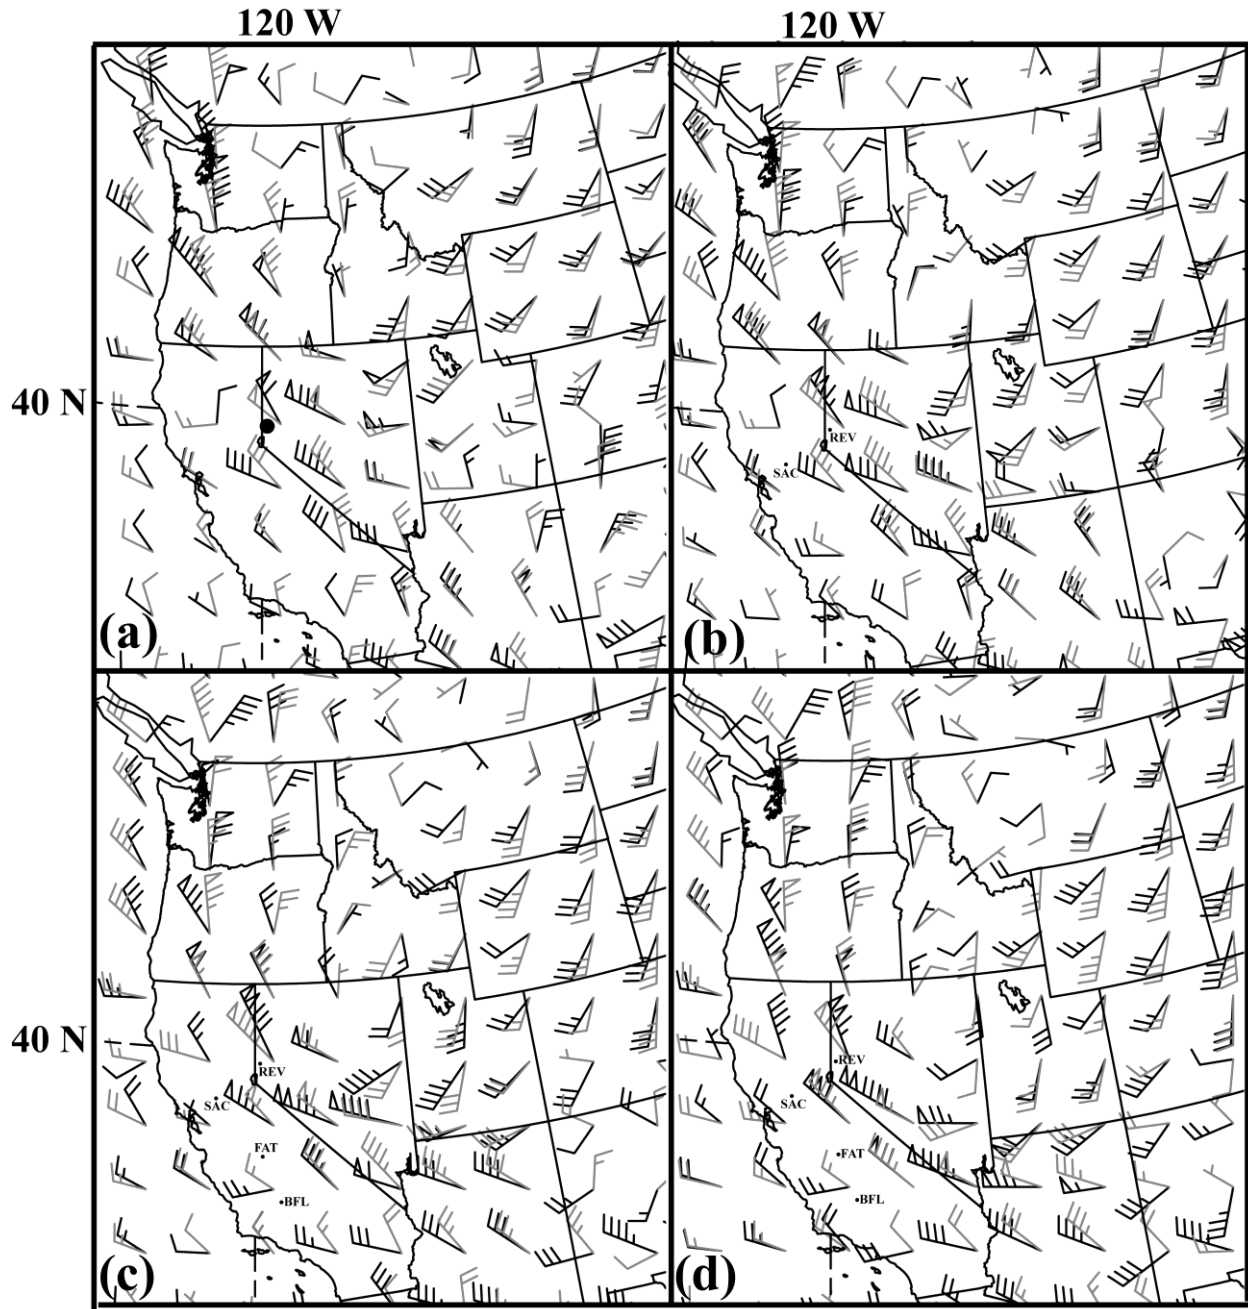 120 W 120 W
40 N
REV
SAC
(a) (b)
40 N
REV REV
SAC SAC
FAT FAT
BFL BFL
(c) (d)